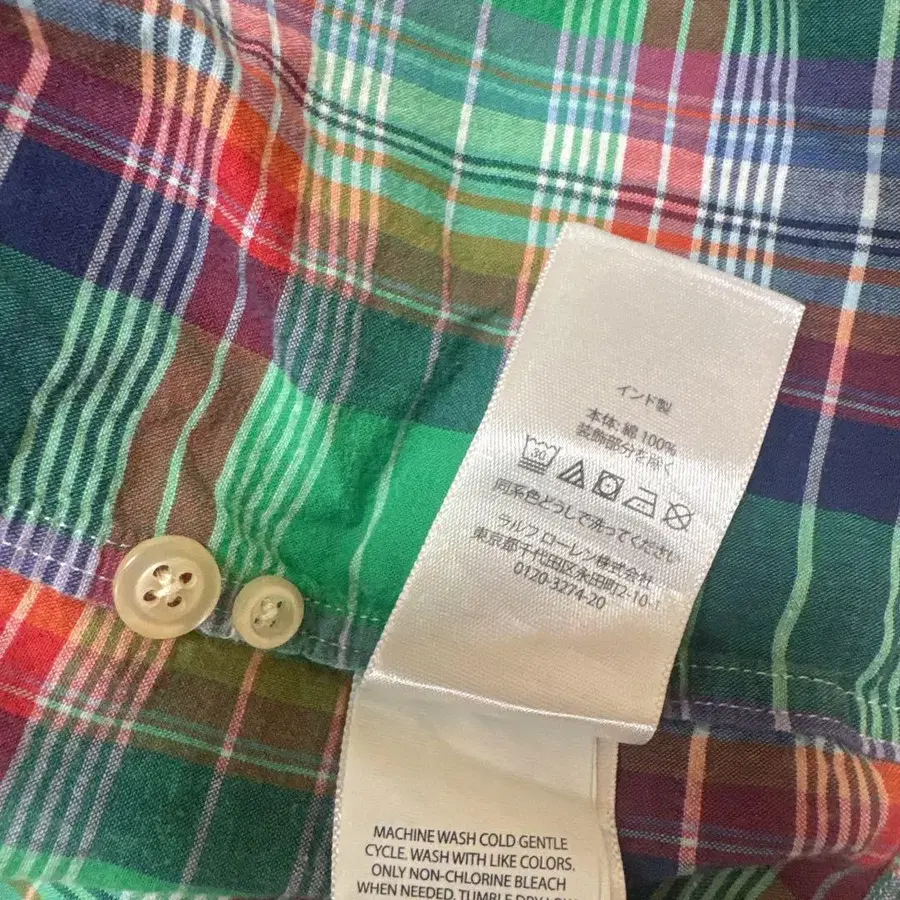 インド製
本体: 綿 100%
装飾部分を除く
30
同系色どうしで洗ってください
ラルフ ローレン株式会社
東京都千代田区永田町2-10-1
0120-3274-20
MACHINE WASH COLD GENTLE
CYCLE. WASH WITH LIKE COLORS.
ONLY NON-CHLORINE BLEACH
WHEN NEEDED. TUMBLE DRY LOW